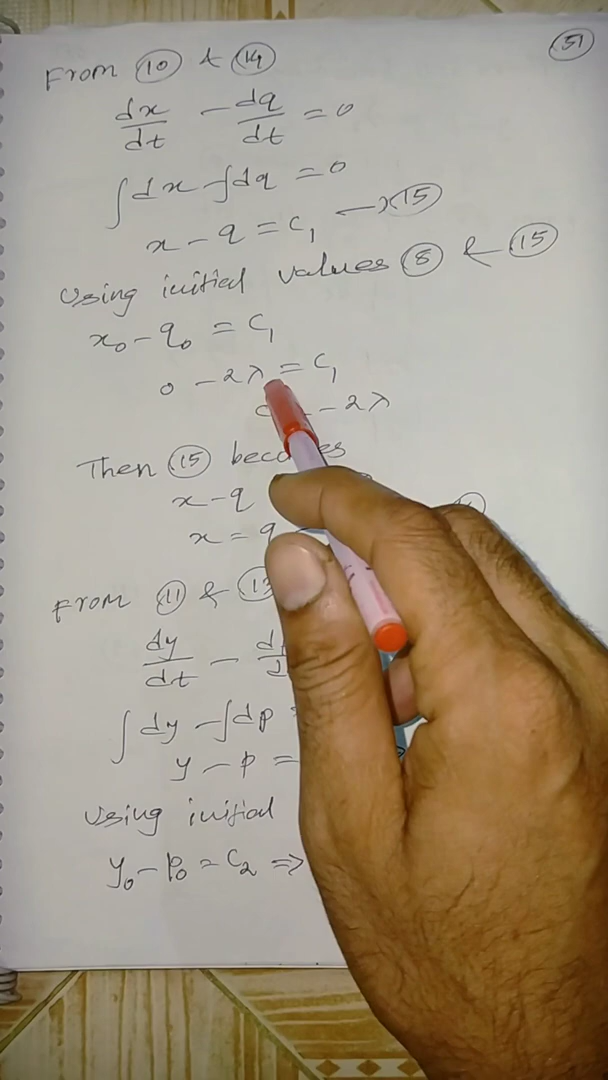 51
From 10 & 14
dx/dt - dq/dt = 0
∫dx - ∫dq = 0
x - q = c₁ → 15
Using initial values 8 & 15
x₀ - q₀ = c₁
0 - 2λ = c₁
- 2λ
Then 15 becomes
x - q
x = q
From 11 & 13
dy/dt -
∫dy - ∫dp =
y - p =
Using initial
y₀ - p₀ = c₂ ⇒